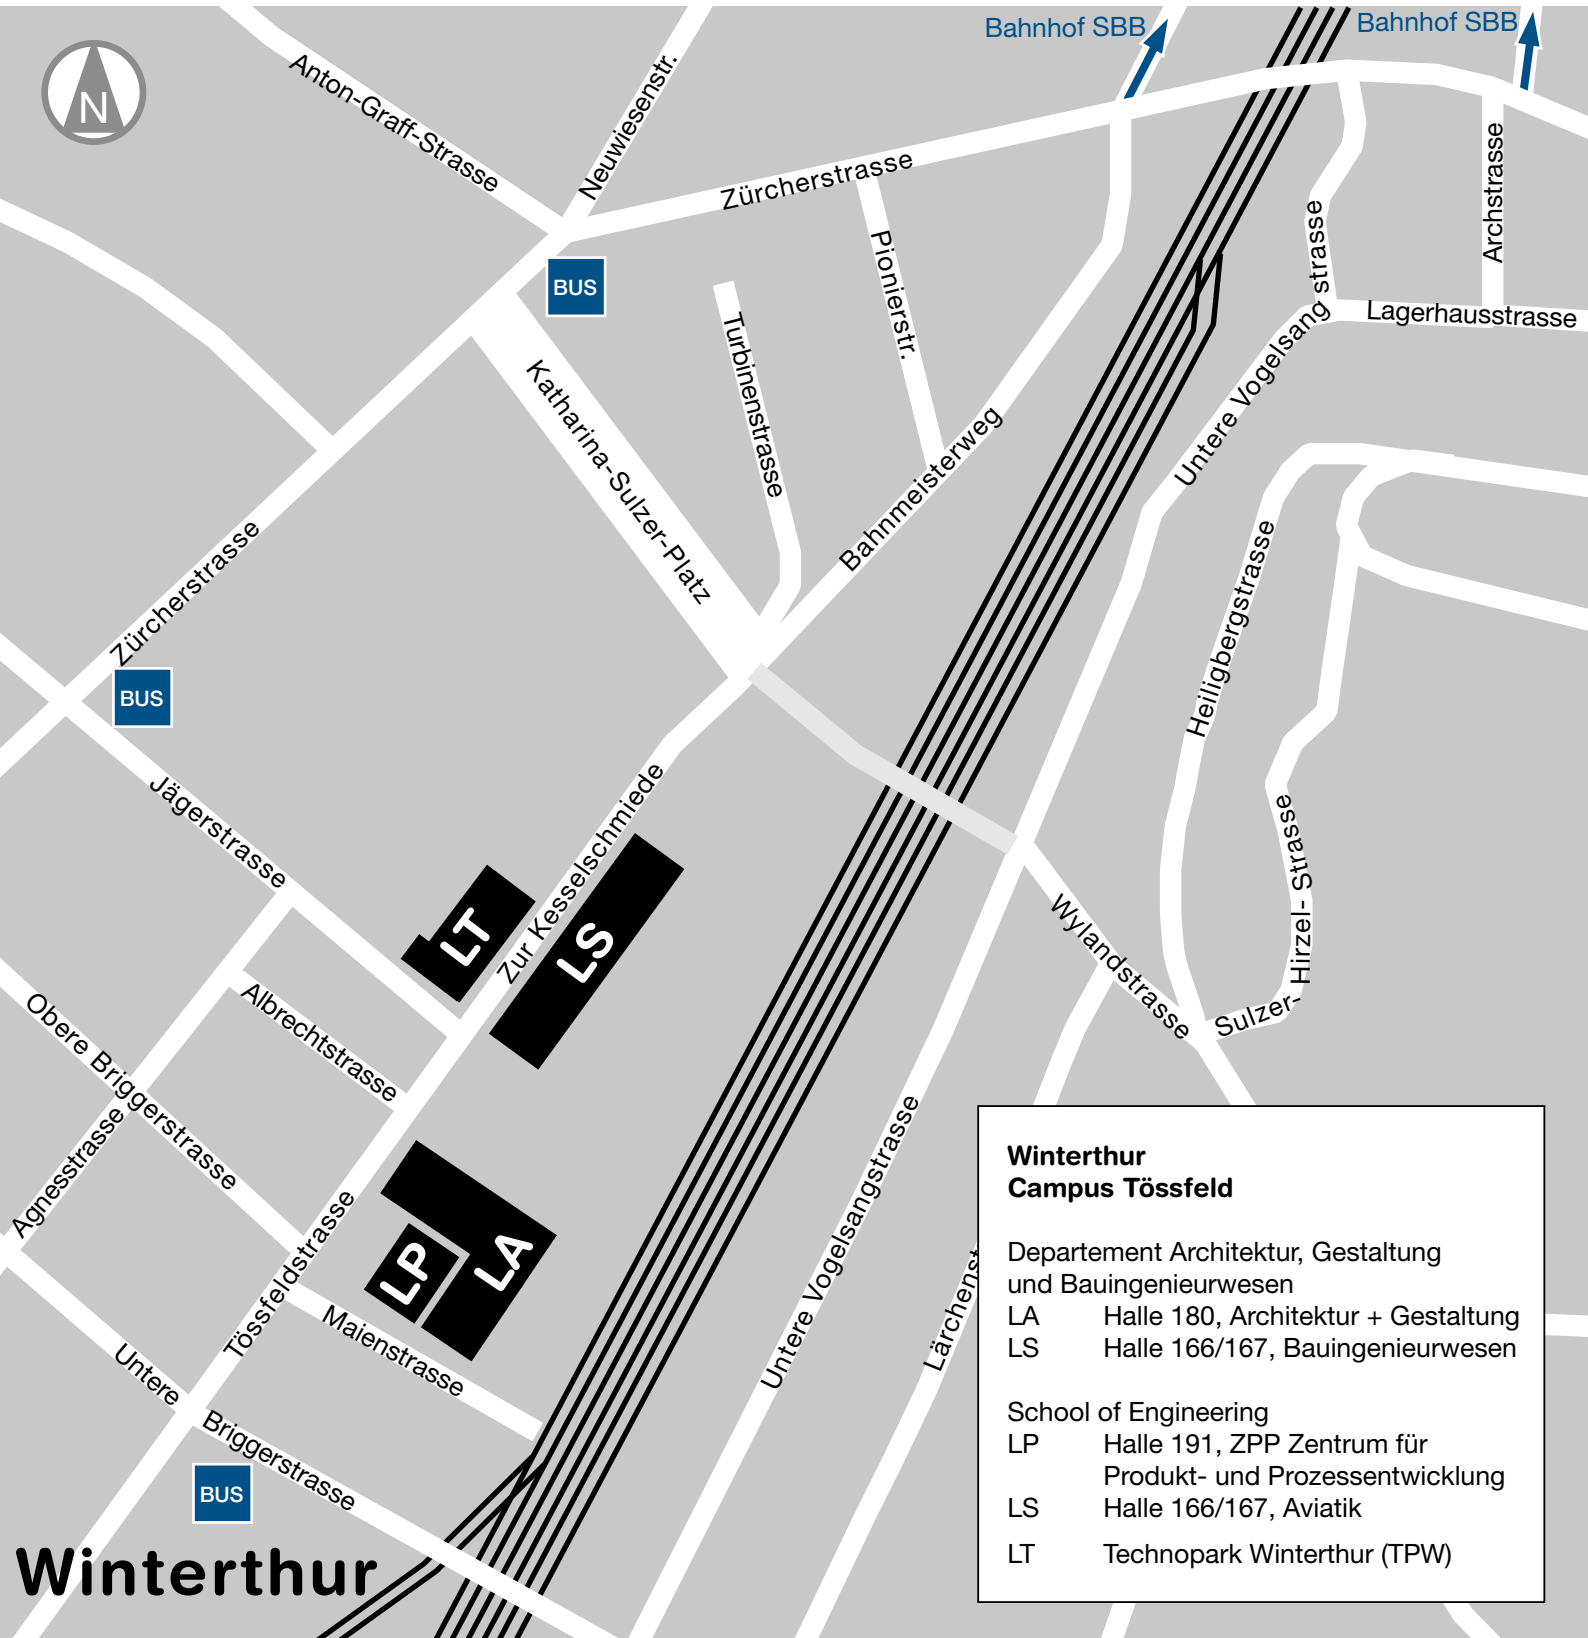 Bahnhof SBB
Bahnhof SBB
N
Anton-Graff-Strasse
Neuwiesenstr.
Zürcherstrasse
Archstrasse
Pionierstr.
BUS
Untere Vogelsang strasse
Lagerhausstrasse
Turbinenstrasse
Katharina-Sulzer-Platz
Bahnmeisterweg
Zürcherstrasse
Heiligbergstrasse
BUS
Jägerstrasse
Zur Kesselschmiede
LT
LS
Wylandstrasse
Sulzer- Hirzel- Strasse
Albrechtstrasse
Obere Briggerstrasse
Agnesstrasse
Tössfeldstrasse
LP
LA
Maienstrasse
Untere Vogelsangstrasse
Lärchenst
Untere Briggerstrasse
BUS
Winterthur
Winterthur
Campus Tössfeld
Departement Architektur, Gestaltung
und Bauingenieurwesen
LA Halle 180, Architektur + Gestaltung
LS Halle 166/167, Bauingenieurwesen
School of Engineering
LP Halle 191, ZPP Zentrum für
Produkt- und Prozessentwicklung
LS Halle 166/167, Aviatik
LT Technopark Winterthur (TPW)